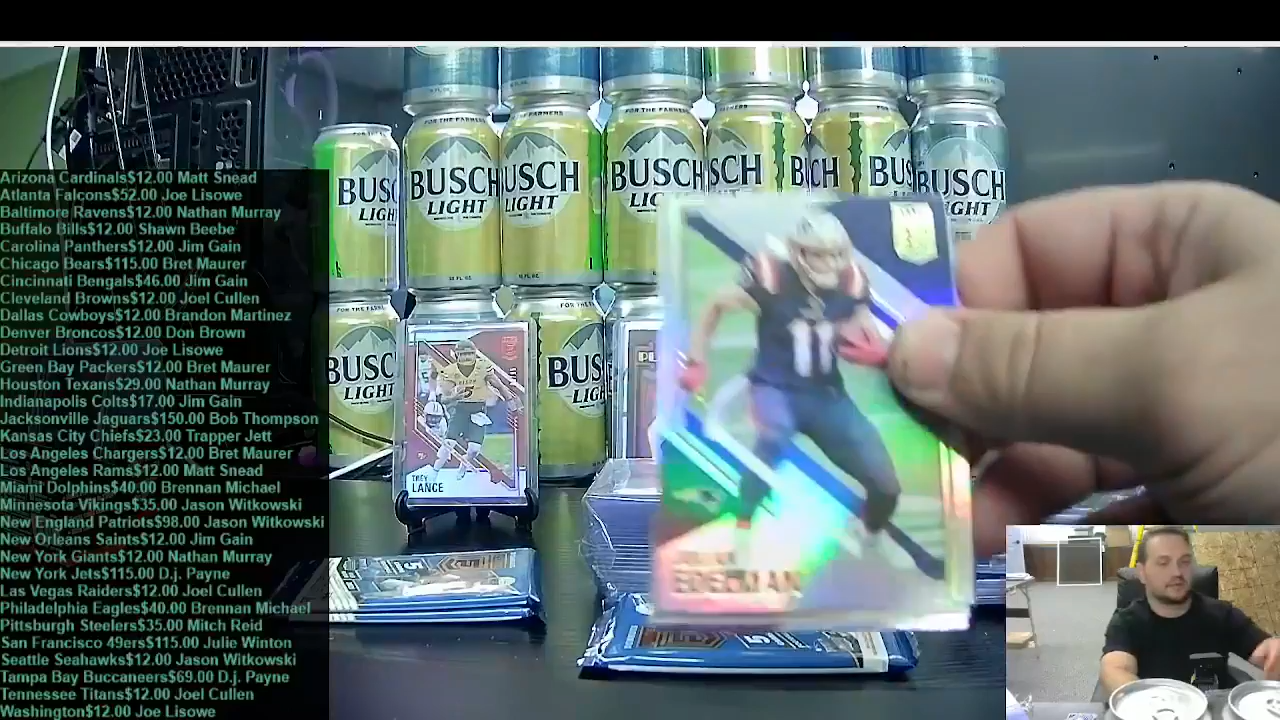 Arizona Cardinals$12.00 Matt Snead
Atlanta Falcons$52.00 Joe Lisowe
Baltimore Ravens$12.00 Nathan Murray
Buffalo Bills$12.00 Shawn Beebe
Carolina Panthers$12.00 Jim Gain
Chicago Bears$115.00 Bret Maurer
Cincinnati Bengals$46.00 Jim Gain
Cleveland Browns$12.00 Joel Cullen
Dallas Cowboys$12.00 Brandon Martinez
Denver Broncos$12.00 Don Brown
Detroit Lions$12.00 Joe Lisowe
Green Bay Packers$12.00 Bret Maurer
Houston Texans$29.00 Nathan Murray
Indianapolis Colts$17.00 Jim Gain
Jacksonville Jaguars$150.00 Bob Thompson
Kansas City Chiefs$23.00 Trapper Jett
Los Angeles Chargers$12.00 Bret Maurer
Los Angeles Rams$12.00 Matt Snead
Miami Dolphins$40.00 Brennan Michael
Minnesota Vikings$35.00 Jason Witkowski
New England Patriots$98.00 Jason Witkowski
New Orleans Saints$12.00 Jim Gain
New York Giants$12.00 Nathan Murray
New York Jets$115.00 D.j. Payne
Las Vegas Raiders$12.00 Joel Cullen
Philadelphia Eagles$40.00 Brennan Michael
Pittsburgh Steelers$35.00 Mitch Reid
San Francisco 49ers$115.00 Julie Winton
Seattle Seahawks$12.00 Jason Witkowski
Tampa Bay Buccaneers$69.00 D.j. Payne
Tennessee Titans$12.00 Joel Cullen
Washington$12.00 Joe Lisowe
FOR THE FARMERS
BUSCH
LIGHT
BUSCH
LIGHT
BUSCH
LIGHT
BUSCH
LIGHT
BUSCH
LIGHT
BUSCH
LIGHT
BUSCH
LIGHT
5
TREY
LANCE
11
EDELMAN